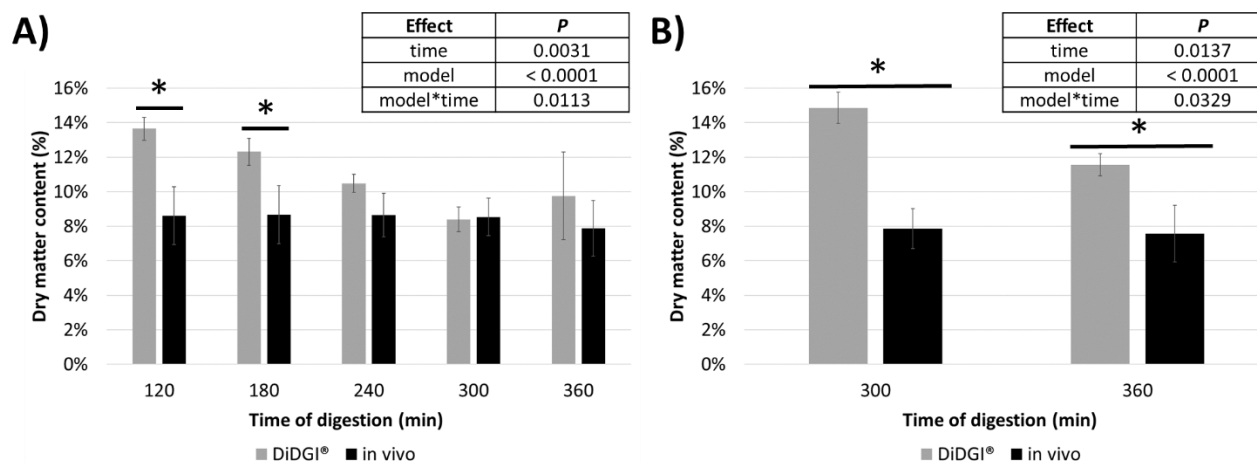 A)
Effect P
time 0.0031
model < 0.0001
model*time 0.0113
Dry matter content (%)
16%
14%
12%
10%
8%
6%
4%
2%
0%
* *
120 180 240 300 360
Time of digestion (min)
DiDGI® in vivo
B)
Effect P
time 0.0137
model < 0.0001
model*time 0.0329
Dry matter content (%)
16%
14%
12%
10%
8%
6%
4%
2%
0%
* *
300 360
Time of digestion (min)
DiDGI® in vivo